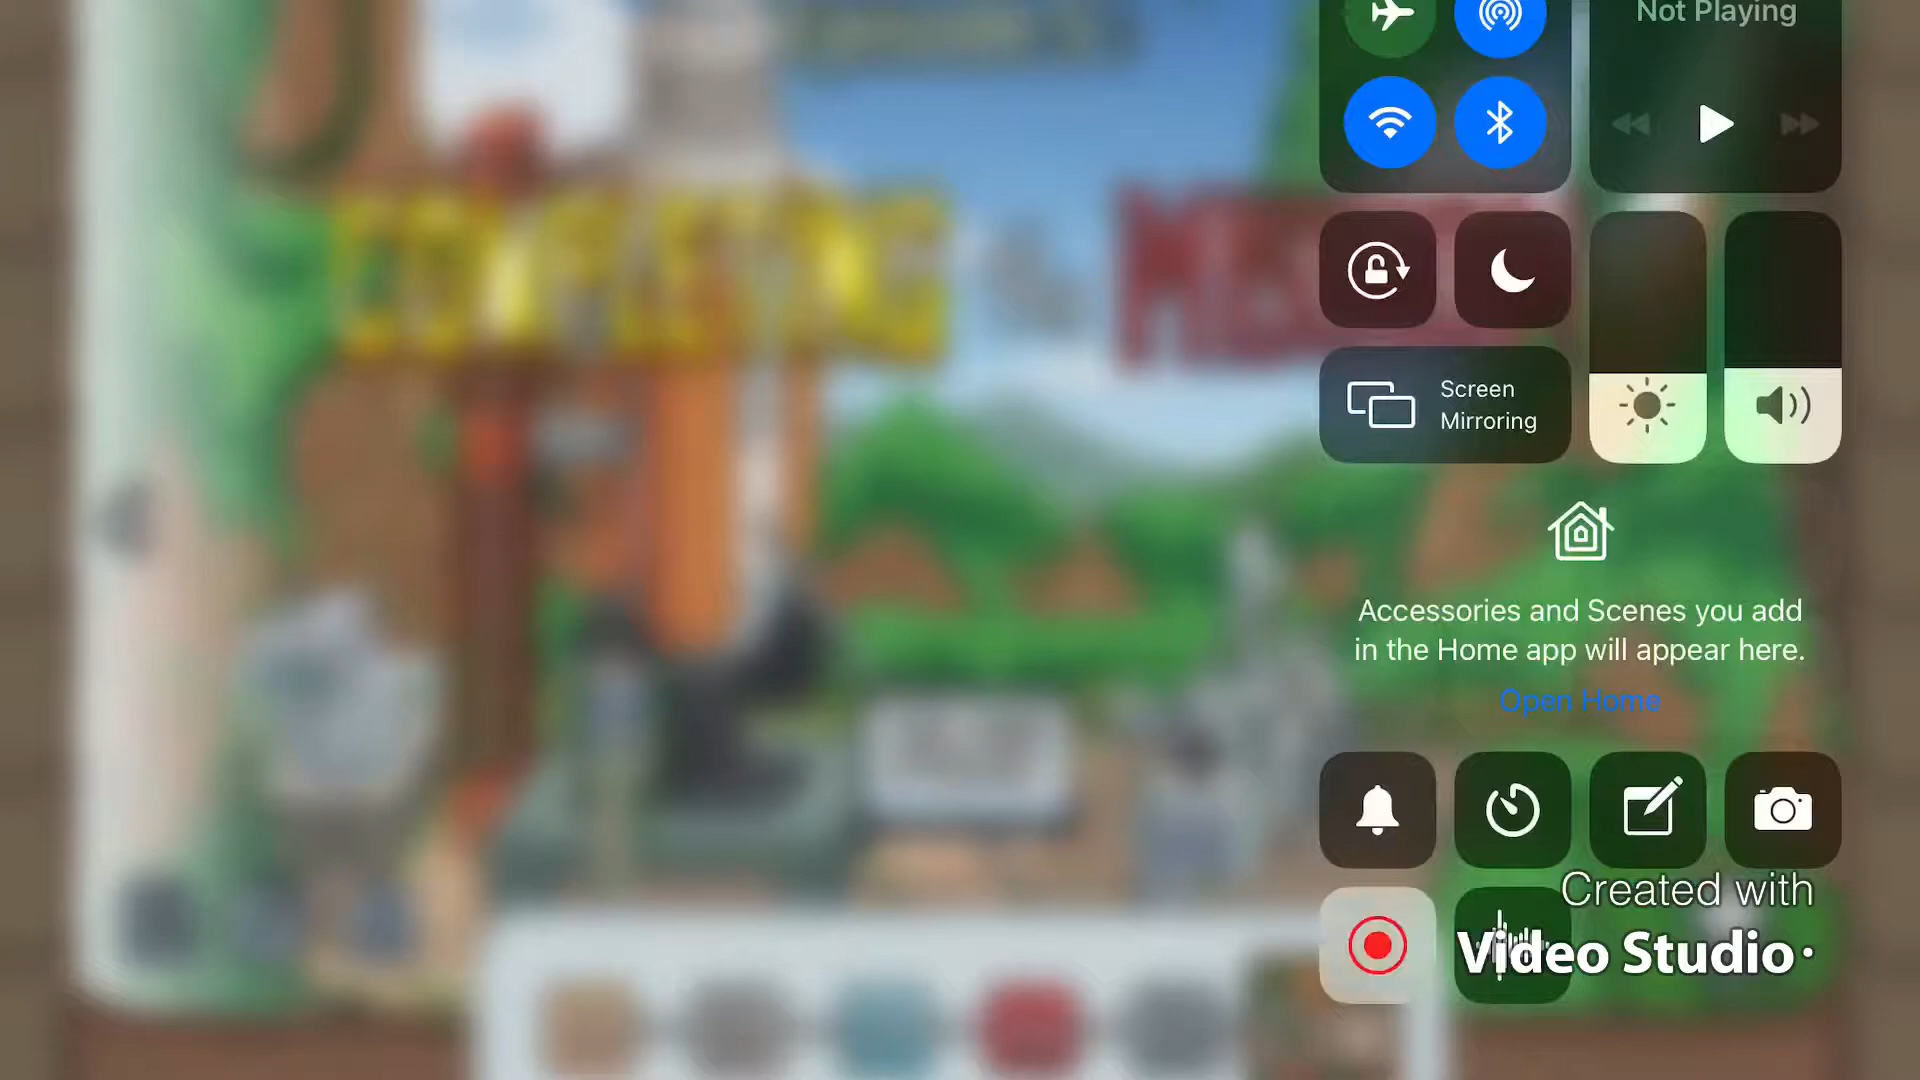 Not Playing
Screen
Mirroring
Accessories and Scenes you add
in the Home app will appear here.
Open Home
Created with
Video Studio